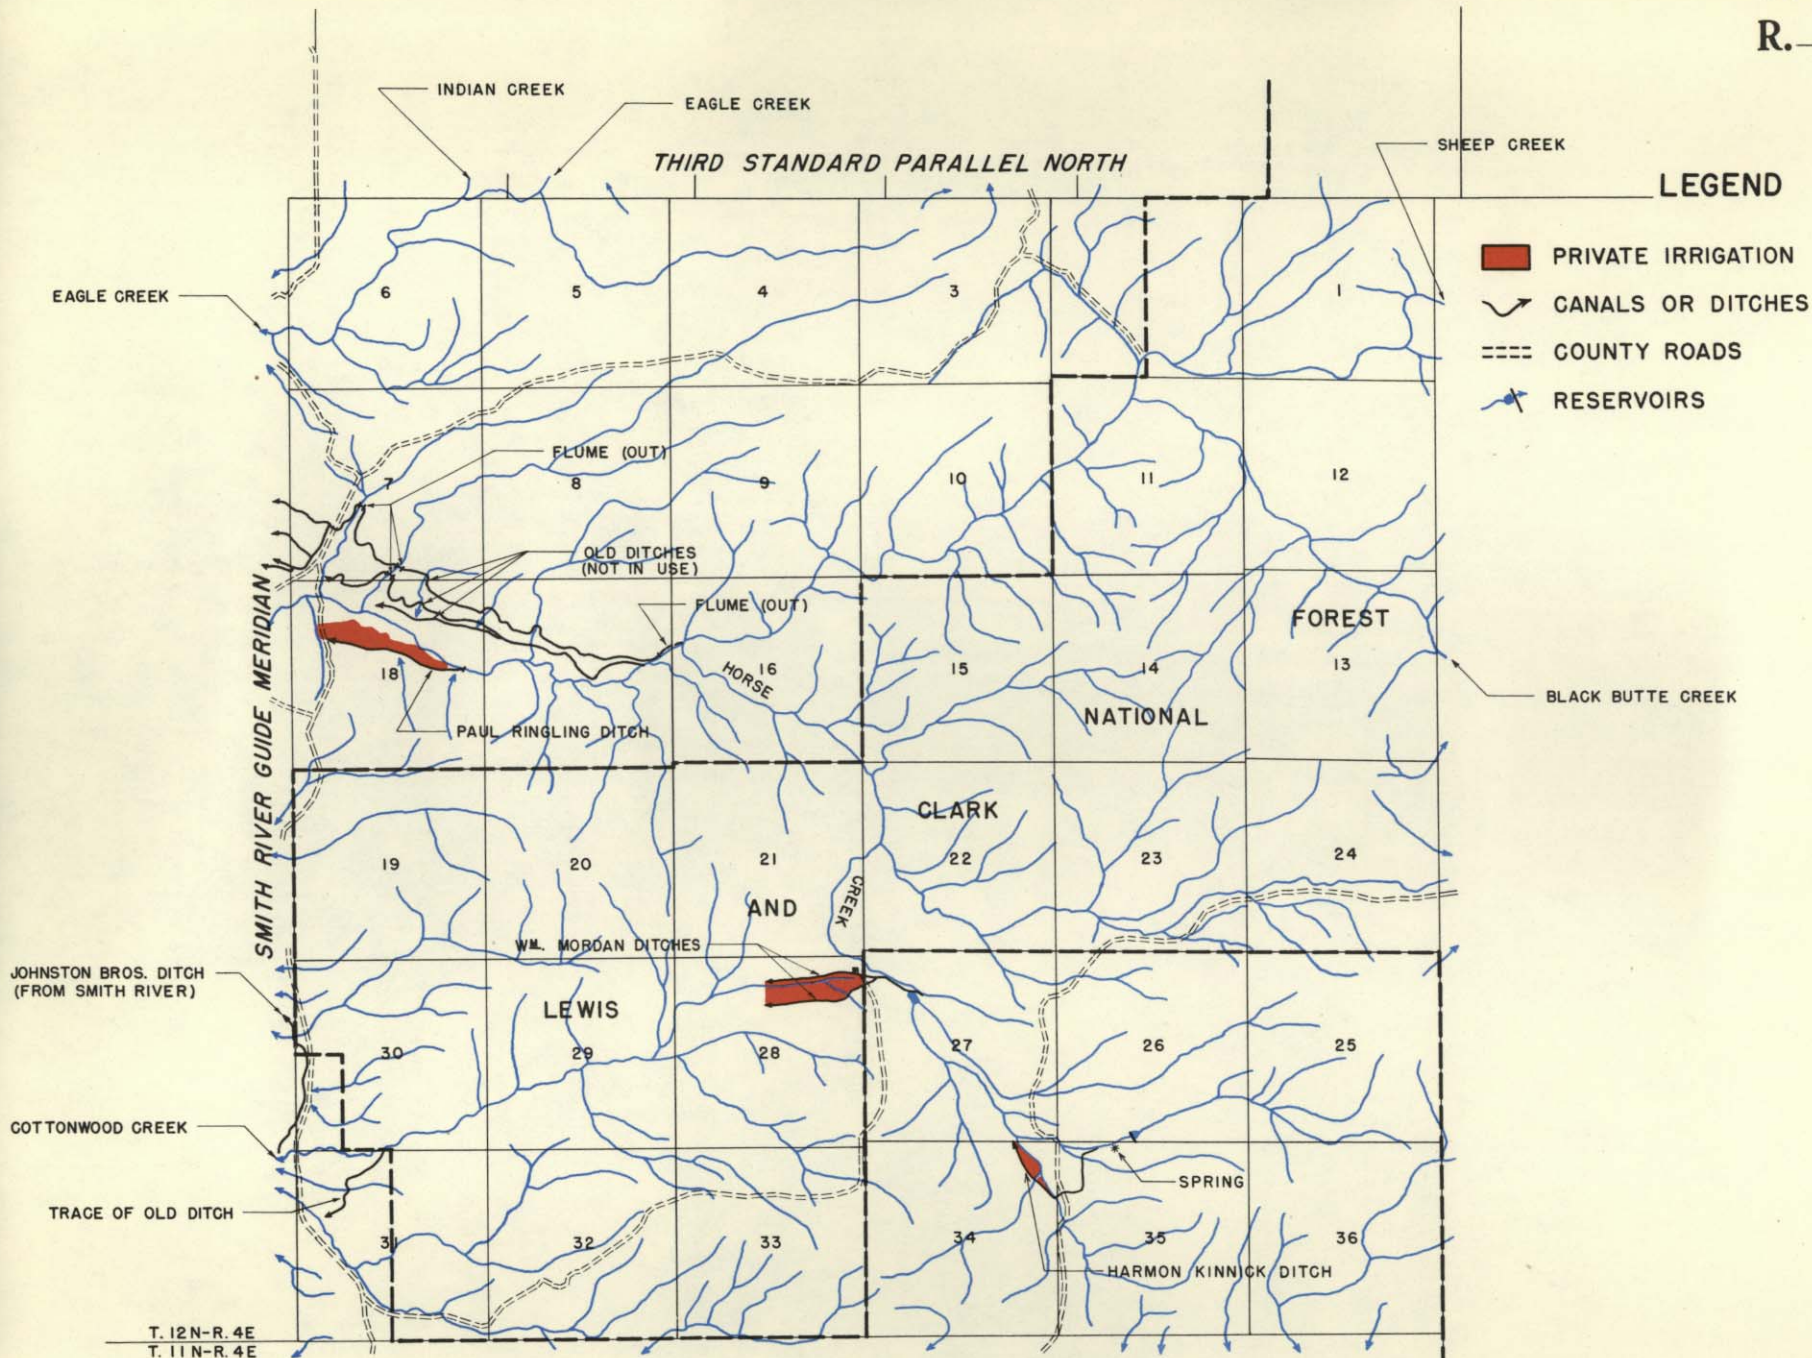 R.
INDIAN CREEK
EAGLE CREEK
SHEEP CREEK
THIRD STANDARD PARALLEL NORTH
LEGEND
PRIVATE IRRIGATION
CANALS OR DITCHES
COUNTY ROADS
RESERVOIRS
EAGLE CREEK
6
5
4
3
1
FLUME (OUT)
7
8
9
10
11
12
OLD DITCHES
(NOT IN USE)
FLUME (OUT)
FOREST
18
HORSE
16
15
14
13
BLACK BUTTE CREEK
NATIONAL
PAUL RINGLING DITCH
SMITH RIVER GUIDE MERIDIAN
CLARK
19
20
21
22
23
24
CREEK
AND
WM. MORDAN DITCHES
JOHNSTON BROS. DITCH
(FROM SMITH RIVER)
LEWIS
30
29
28
27
26
25
COTTONWOOD CREEK
SPRING
TRACE OF OLD DITCH
31
32
33
34
35
36
HARMON KINNICK DITCH
T. 12 N-R. 4E
T. 11 N-R. 4E